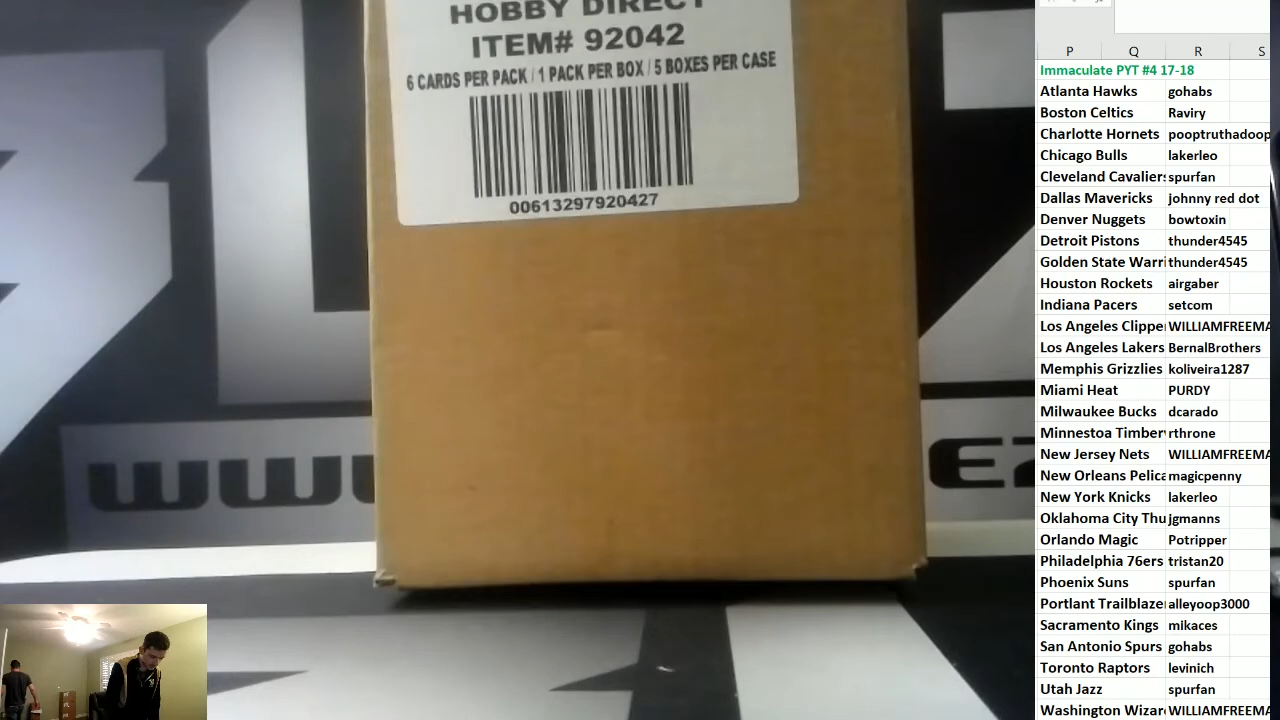 HOBBY DIRECT
ITEM# 92042
6 CARDS PER PACK / 1 PACK PER BOX / 5 BOXES PER CASE
00613297920427
WWW
EZ
P Q R S
Immaculate PYT #4 17-18
Atlanta Hawks gohabs
Boston Celtics Raviry
Charlotte Hornets pooptruthadoop
Chicago Bulls lakerleo
Cleveland Cavaliers spurfan
Dallas Mavericks johnny red dot
Denver Nuggets bowtoxin
Detroit Pistons thunder4545
Golden State Warri thunder4545
Houston Rockets airgaber
Indiana Pacers setcom
Los Angeles Clippe WILLIAMFREEMA
Los Angeles Lakers BernalBrothers
Memphis Grizzlies koliveira1287
Miami Heat PURDY
Milwaukee Bucks dcarado
Minnestoa Timberv rthrone
New Jersey Nets WILLIAMFREEMA
New Orleans Pelica magicpenny
New York Knicks lakerleo
Oklahoma City Thu jgmanns
Orlando Magic Potripper
Philadelphia 76ers tristan20
Phoenix Suns spurfan
Portlant Trailblaze alleyoop3000
Sacramento Kings mikaces
San Antonio Spurs gohabs
Toronto Raptors levinich
Utah Jazz spurfan
Washington Wizar WILLIAMFREEMA